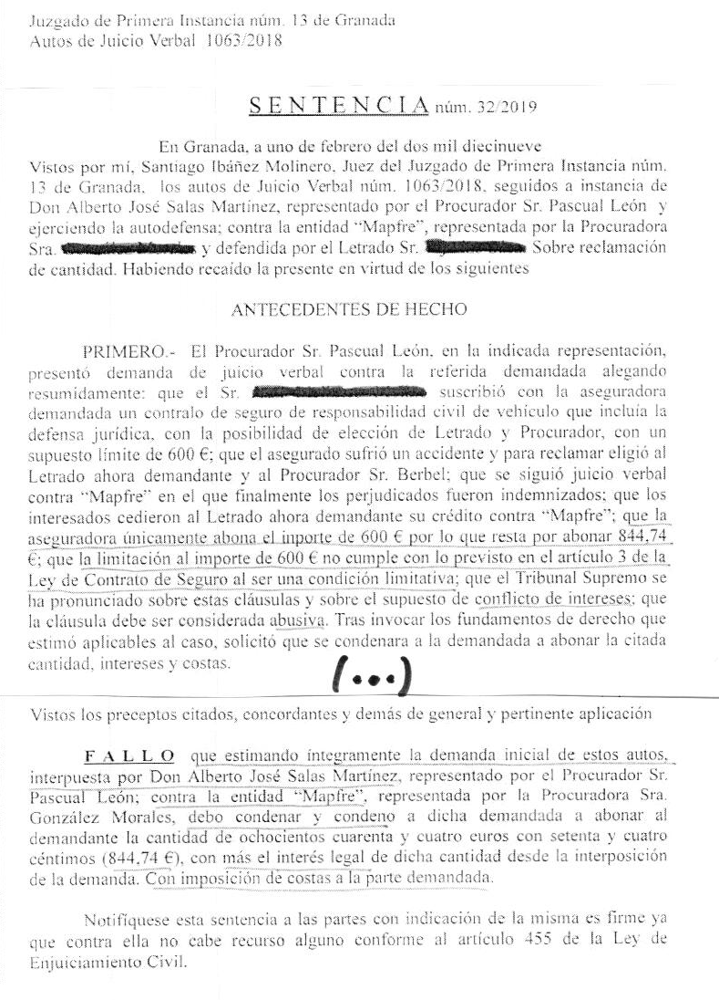 Juzgado de Primera Instancia núm. 13 de Granada
Autos de Juicio Verbal 1063/2018
SENTENCIA núm. 32/2019
En Granada, a uno de febrero del dos mil diecinueve
Vistos por mí, Santiago Ibáñez Molinero, Juez del Juzgado de Primera Instancia núm.
13 de Granada, los autos de Juicio Verbal núm. 1063/2018, seguidos a instancia de
Don Alberto José Salas Martínez, representado por el Procurador Sr. Pascual León y
ejerciendo la autodefensa; contra la entidad “Mapfre”, representada por la Procuradora
Sra. y defendida por el Letrado Sr. Sobre reclamación
de cantidad. Habiendo recaído la presente en virtud de los siguientes
ANTECEDENTES DE HECHO
PRIMERO.- El Procurador Sr. Pascual León, en la indicada representación,
presentó demanda de juicio verbal contra la referida demandada alegando
resumidamente: que el Sr. suscribió con la aseguradora
demandada un contralo de seguro de responsabilidad civil de vehículo que incluía la
defensa jurídica, con la posibilidad de elección de Letrado y Procurador, con un
supuesto límite de 600 €; que el asegurado sufrió un accidente y para reclamar eligió al
Letrado ahora demandante y al Procurador Sr. Berbel; que se siguió juicio verbal
contra “Mapfre” en el que finalmente los perjudicados fueron indemnizados; que los
interesados cedieron al Letrado ahora demandante su crédito contra “Mapfre”; que la
aseguradora únicamente abona el inporte de 600 € por lo que resta por abonar 844,74
€; que la limitación al importe de 600 € no cumple con lo previsto en el artículo 3 de la
Ley de Contrato de Seguro al ser una condición limitativa; que el Tribunal Supremo se
ha pronunciado sobre estas cláusulas y sobre el supuesto de conflicto de intereses; que
la cláusula debe ser considerada abusiva. Tras invocar los fundamentos de derecho que
estimó aplicables al caso, solicitó que se condenara a la demandada a abonar la citada
cantidad, intereses y costas.
(...)
Vistos los preceptos citados, concordantes y demás de general y pertinente aplicación
FALLO que estimando íntegramente la demanda inicial de estos autos,
interpuesta por Don Alberto José Salas Martínez, representado por el Procurador Sr.
Pascual León; contra la entidad “Mapfre”, representada por la Procuradora Sra.
González Morales, debo condenar y condeno a dicha demandada a abonar al
demandante la cantidad de ochocientos cuarenta y cuatro euros con setenta y cuatro
céntimos (844,74 €), con más el interés legal de dicha cantidad desde la interposición
de la demanda. Con imposición de costas a la parte demandada.
Notifíquese esta sentencia a las partes con indicación de la misma es firme ya
que contra ella no cabe recurso alguno conforme al artículo 455 de la Ley de
Enjuiciamiento Civil.